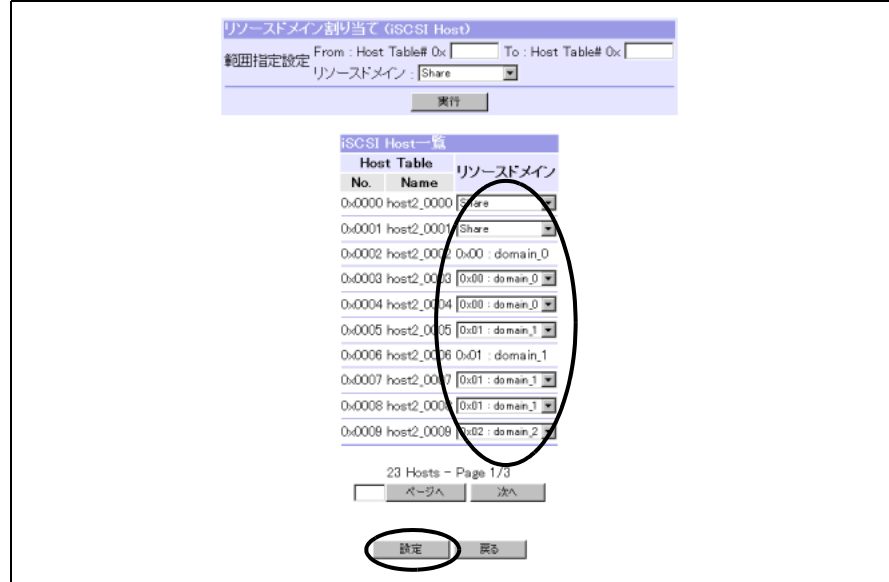 リソースドメイン割り当て (iSCSI Host)
範囲指定設定 From : Host Table# 0x To : Host Table# 0x
リソースドメイン : Share
実行
iSCSI Host一覧
Host Table リソースドメイン
No. Name
0x0000 host2_0000 Share
0x0001 host2_0001 Share
0x0002 host2_0002 0x00 : domain_0
0x0003 host2_0003 0x00 : domain_0
0x0004 host2_0004 0x00 : domain_0
0x0005 host2_0005 0x01 : domain_1
0x0006 host2_0006 0x01 : domain_1
0x0007 host2_0007 0x01 : domain_1
0x0008 host2_0008 0x01 : domain_1
0x0009 host2_0009 0x02 : domain_2
23 Hosts - Page 1/3
ページへ 次へ
設定 戻る